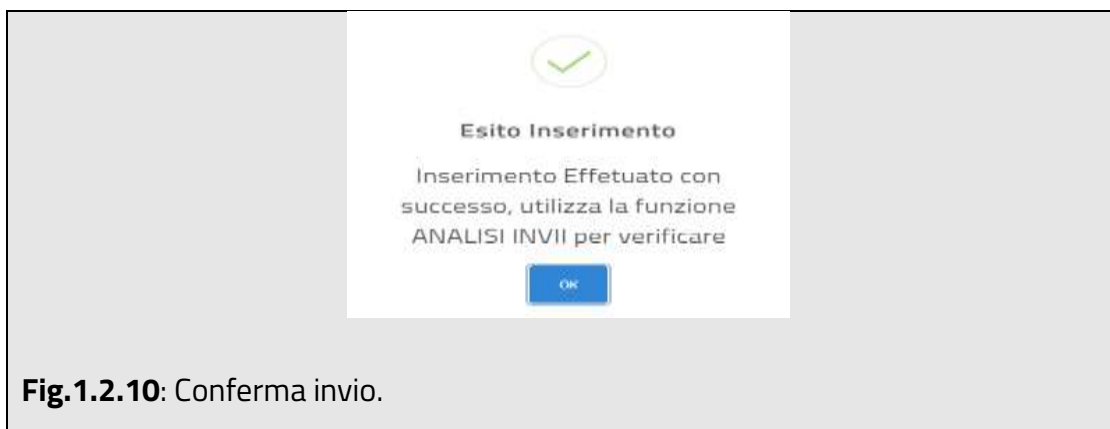 Esito Inserimento
Inserimento Effetuato con
successo, utilizza la funzione
ANALISI INVII per verificare
OK
Fig.1.2.10: Conferma invio.